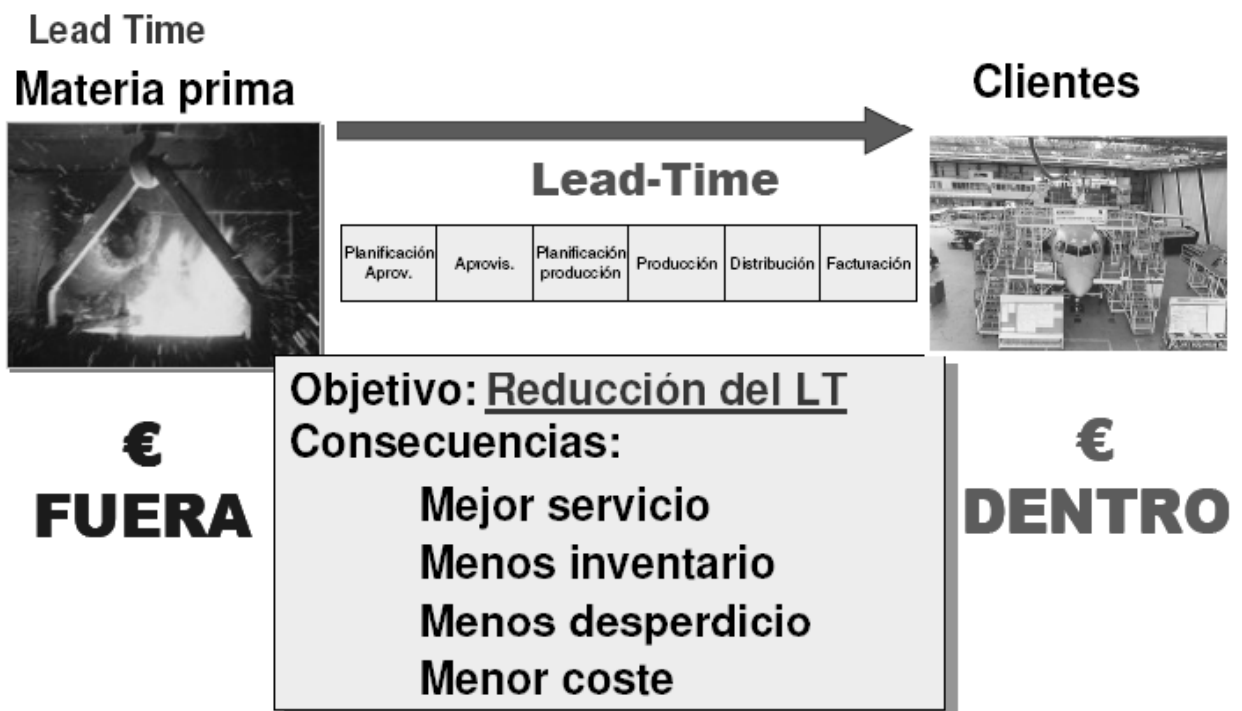 Lead Time
Materia prima
Clientes
Lead-Time
Planificación
Aprov.
Aprovis.
Planificación
producción
Producción
Distribución
Facturación
Objetivo: Reducción del LT
Consecuencias:
Mejor servicio
Menos inventario
Menos desperdicio
Menor coste
€
FUERA
€
DENTRO